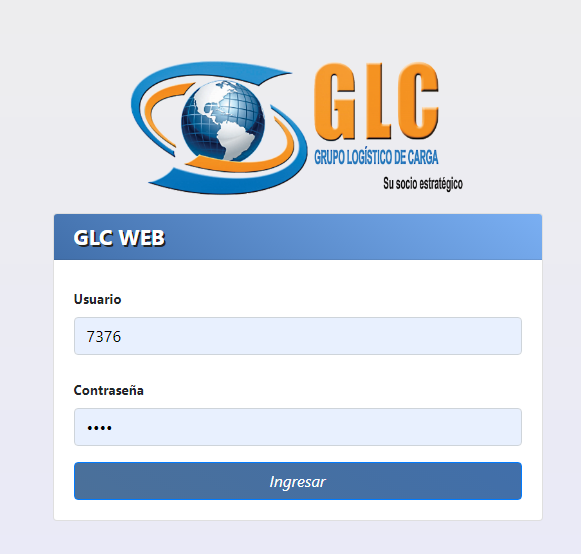 GLC
GRUPO LOGÍSTICO DE CARGA
Su socio estratégico
GLC WEB
Usuario
7376
Contraseña
••••
Ingresar